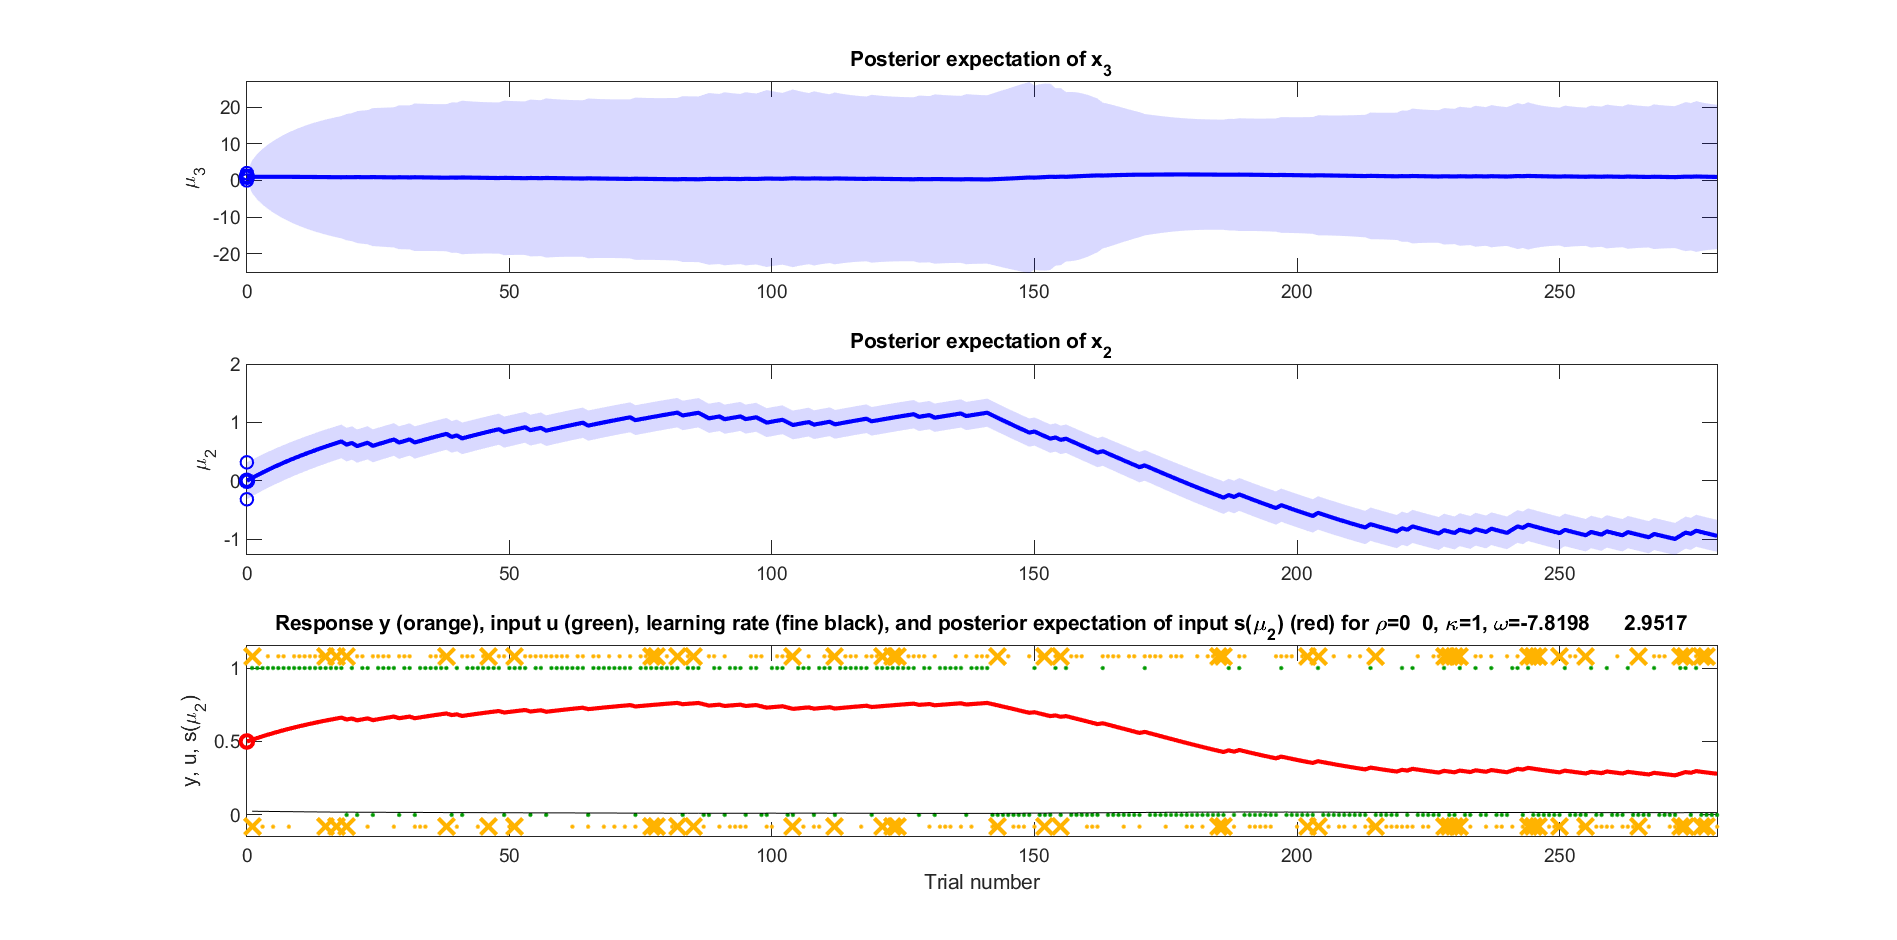 Posterior expectation of x3
μ3
20
10
0
-10
-20
0 50 100 150 200 250
Posterior expectation of x2
μ2
2
1
0
-1
0 50 100 150 200 250
Response y (orange), input u (green), learning rate (fine black), and posterior expectation of input s(μ2) (red) for ρ=0 0, κ=1, ω=-7.8198 2.9517
y, u, s(μ2)
1
0.5
0
0 50 100 150 200 250
Trial number